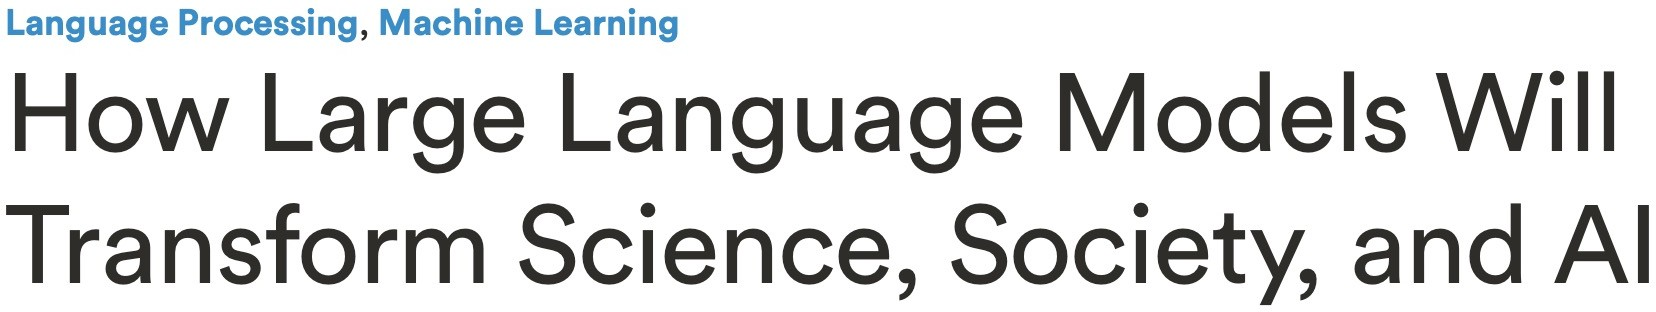 Language Processing, Machine Learning
How Large Language Models Will
Transform Science, Society, and AI